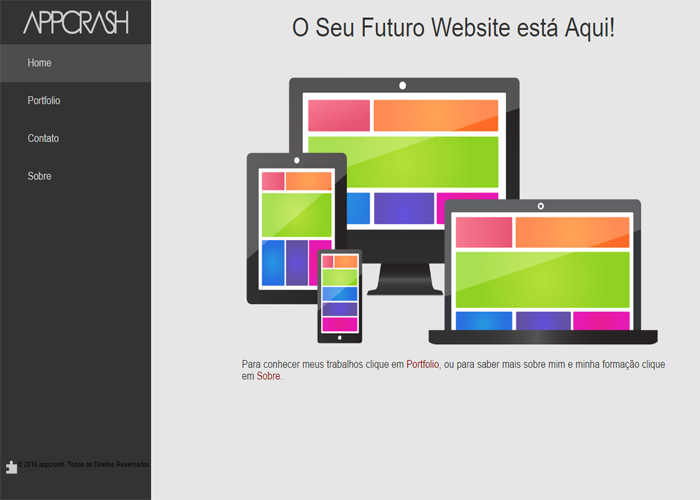 APPCRASH
O Seu Futuro Website está Aqui!
Home
Portfolio
Contato
Sobre
Para conhecer meus trabalhos clique em Portfolio, ou para saber mais sobre mim e minha formação clique
em Sobre.
© 2016 appcrash. Todos os Direitos Reservados.